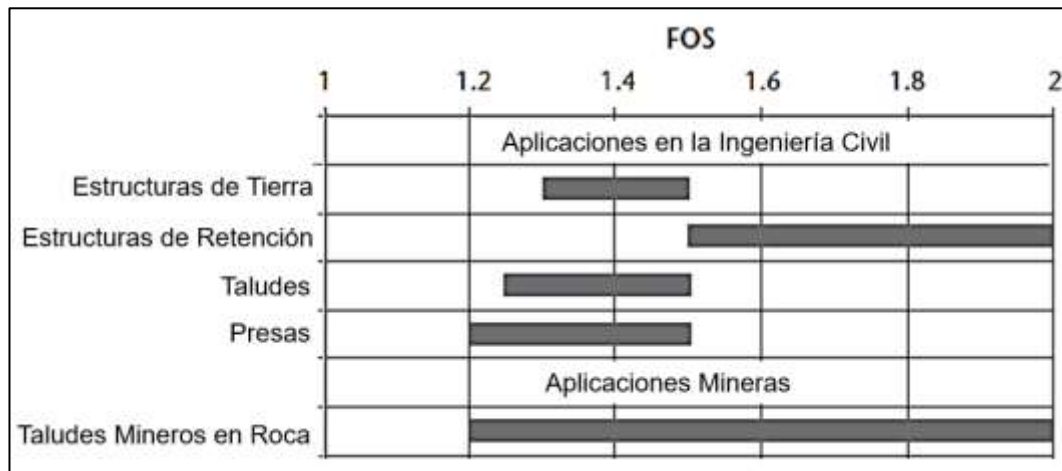 FOS
1 1.2 1.4 1.6 1.8 2
Aplicaciones en la Ingeniería Civil
Estructuras de Tierra
Estructuras de Retención
Taludes
Presas
Aplicaciones Mineras
Taludes Mineros en Roca